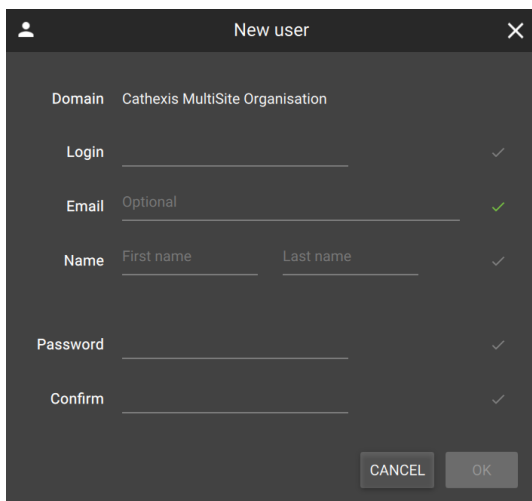 New user
Domain Cathexis MultiSite Organisation
Login
Email Optional
Name First name Last name
Password
Confirm
CANCEL OK